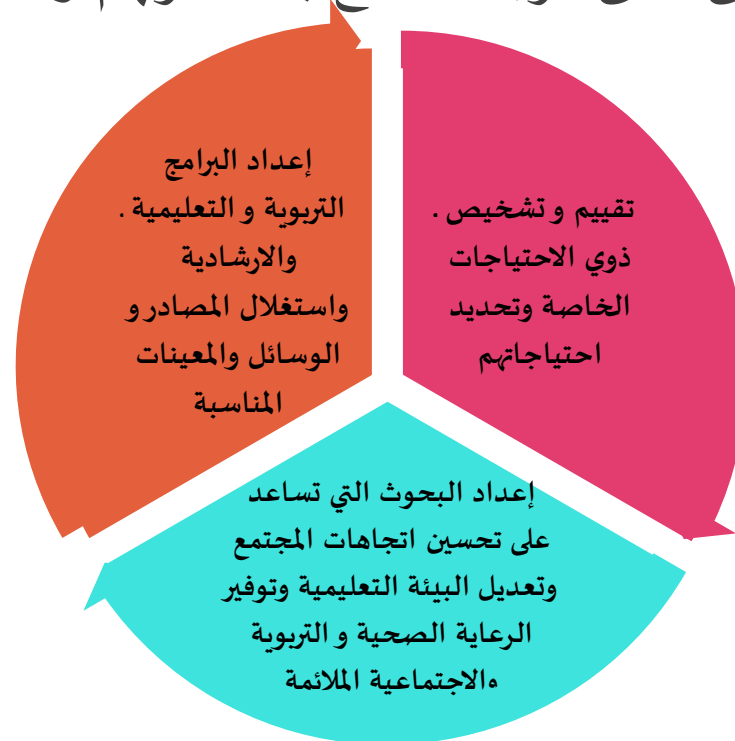 تقييم و تشخيص .
ذوي الاحتياجات
الخاصة وتحديد
احتياجاتهم
إعداد البحوث التي تساعد
على تحسين اتجاهات المجتمع
وتعديل البيئة التعليمية وتوفير
الرعاية الصحية و التربوية
والاجتماعية الملائمة
إعداد البرامج
التربوية و التعليمية .
والارشادية
واستغلال المصادر و
الوسائل والمعينات
المناسبة